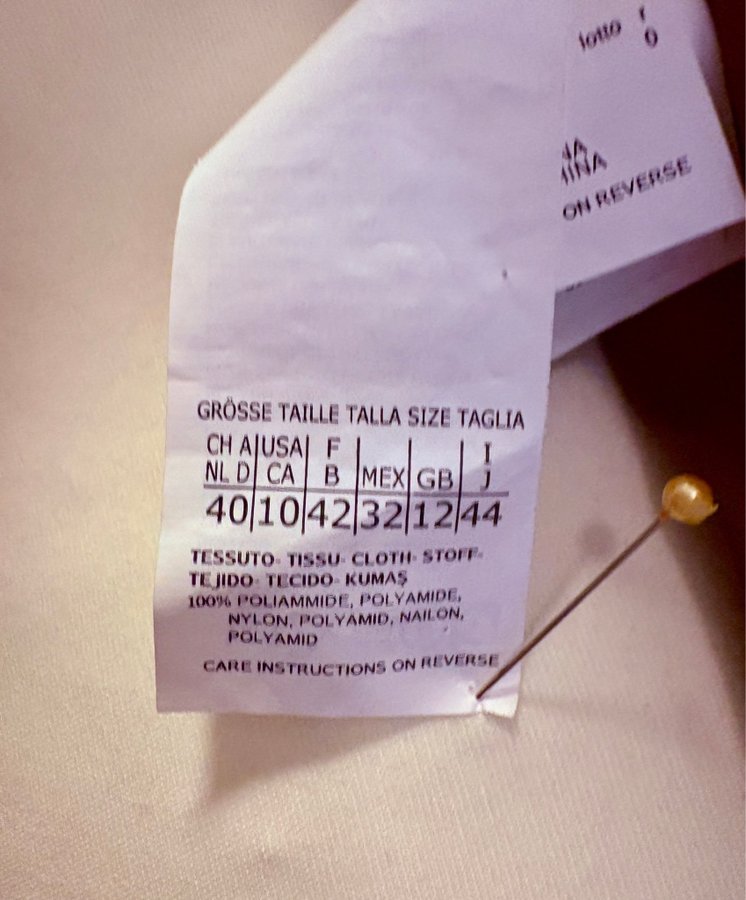 lotto
0
ON REVERSE
GRÖSSE TAILLE TALLA SIZE TAGLIA
CH A USA F I
NL D CA B MEX GB J
40 10 42 32 12 44
TESSUTO- TISSU- CLOTH- STOFF-
TEJIDO- TECIDO- KUMAŞ
100% POLIAMMIDE, POLYAMIDE,
NYLON, POLYAMID, NAILON,
POLYAMID
CARE INSTRUCTIONS ON REVERSE